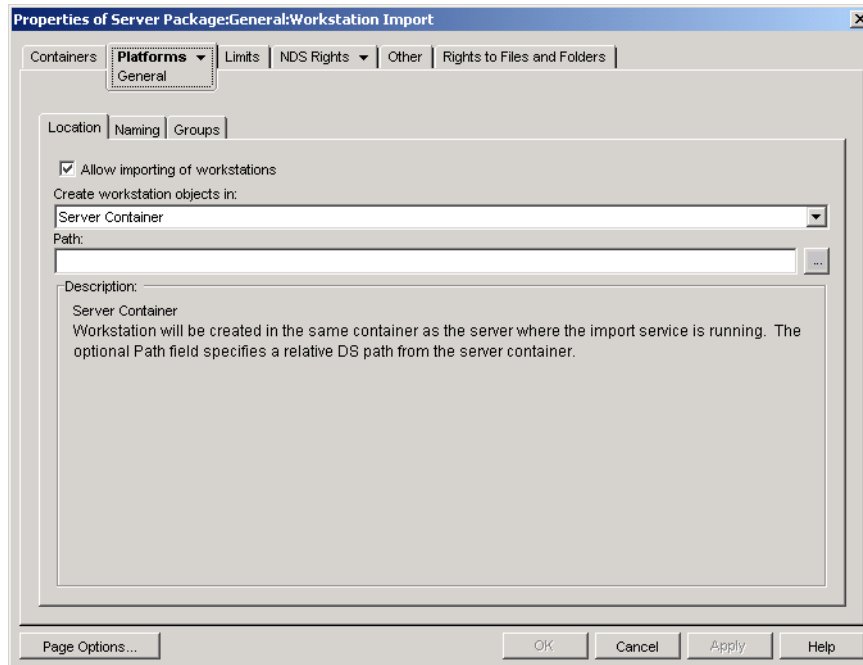 Properties of Server Package:General:Workstation Import
Containers Platforms Limits NDS Rights Other Rights to Files and Folders
General
Location Naming Groups
Allow importing of workstations
Create workstation objects in:
Server Container
Path:
...
Description:
Server Container
Workstation will be created in the same container as the server where the import service is running. The
optional Path field specifies a relative DS path from the server container.
Page Options... OK Cancel Apply Help